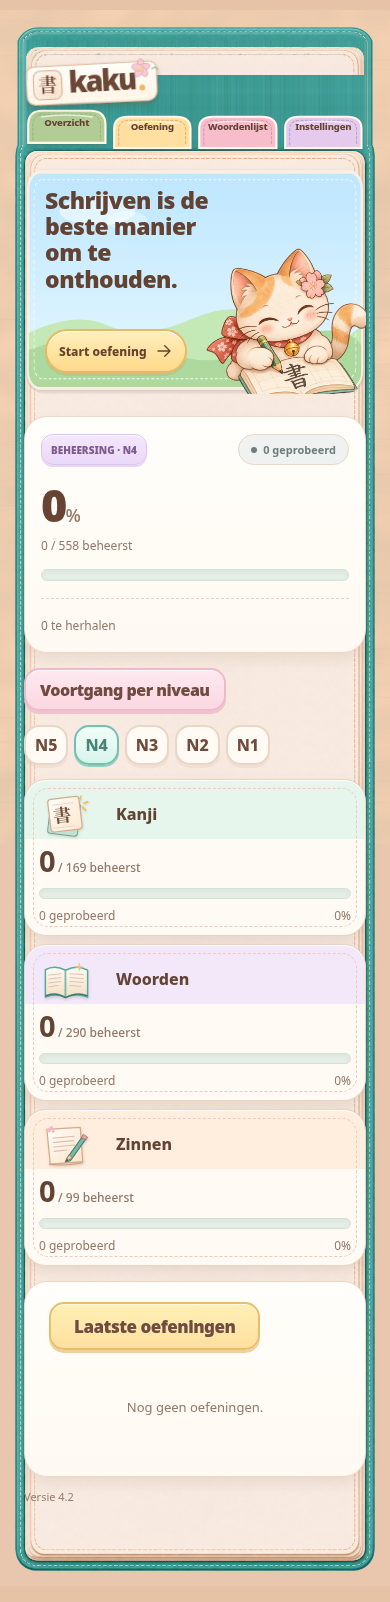 書 kaku.
Overzicht Oefening Woordenlijst Instellingen
Schrijven is de
beste manier
om te
onthouden.
Start oefening →
書
BEHEERSING · N4 ● 0 geprobeerd
0%
0 / 558 beheerst
0 te herhalen
Voortgang per niveau
N5 N4 N3 N2 N1
書 Kanji
0 / 169 beheerst
0 geprobeerd 0%
Woorden
0 / 290 beheerst
0 geprobeerd 0%
Zinnen
0 / 99 beheerst
0 geprobeerd 0%
Laatste oefeningen
Nog geen oefeningen.
Versie 4.2